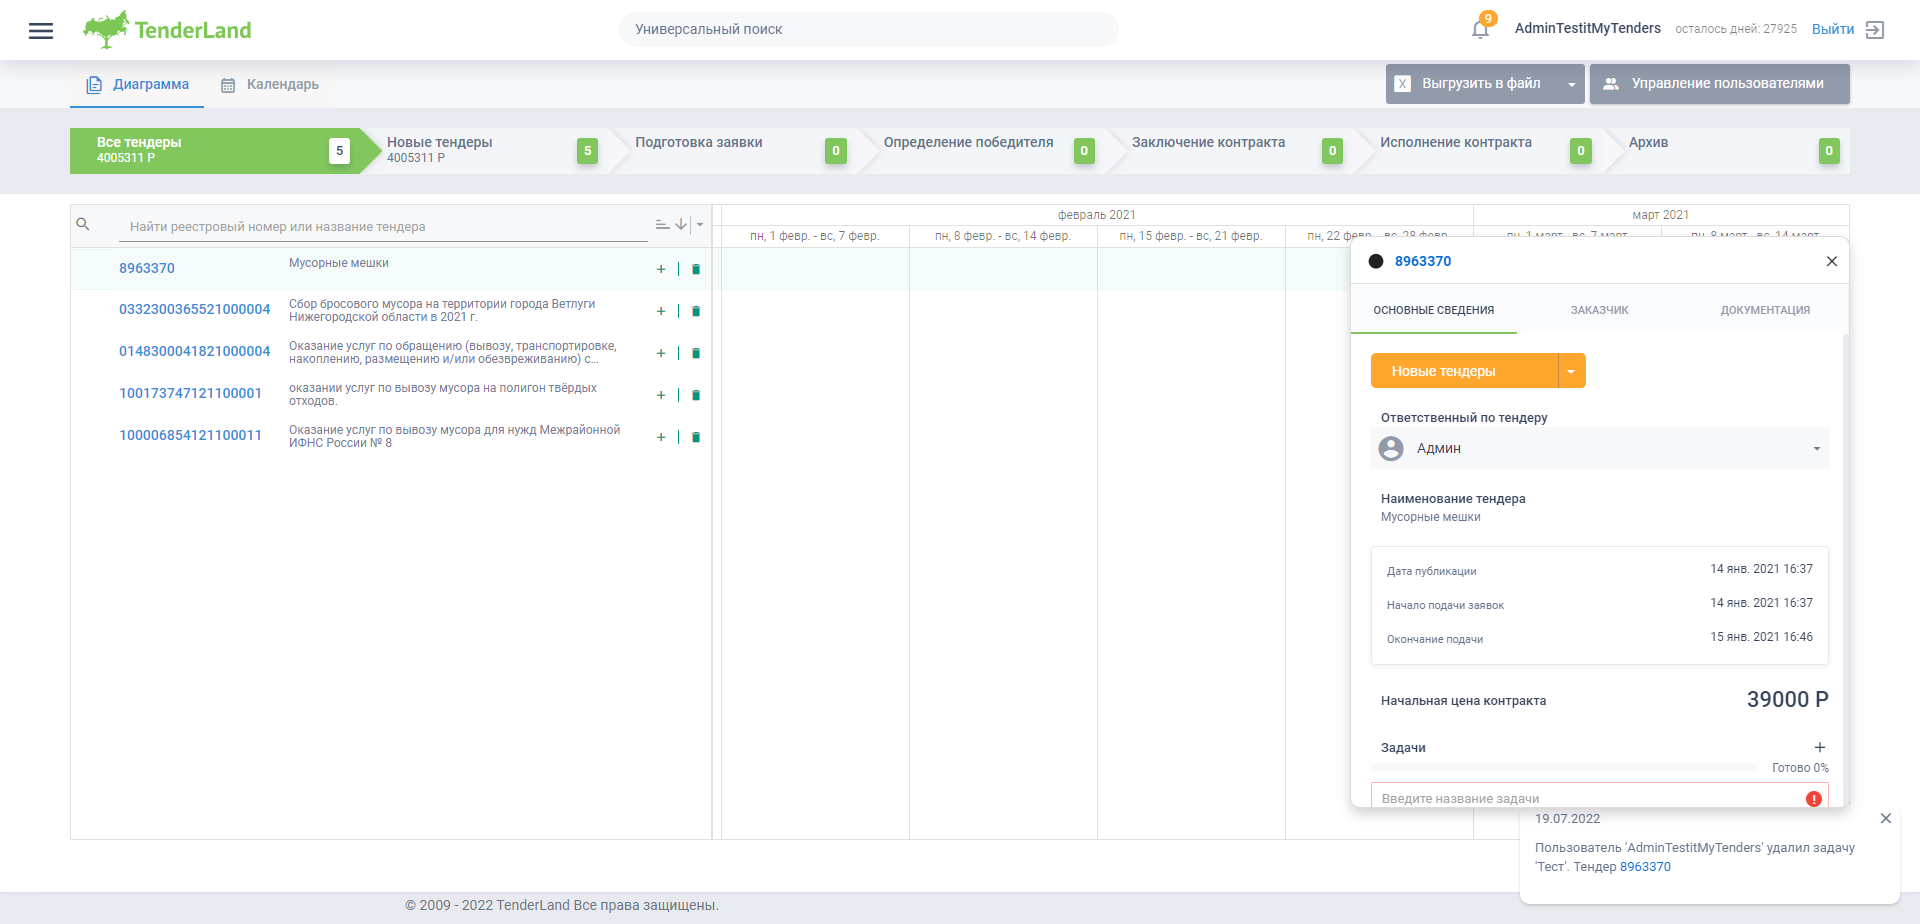 TenderLand
Универсальный поиск
9
AdminTestitMyTenders
осталось дней: 27925
Выйти
Диаграмма
Календарь
X
Выгрузить в файл
Управление пользователями
Все тендеры
4005311 Р
5
Новые тендеры
4005311 Р
5
Подготовка заявки
0
Определение победителя
0
Заключение контракта
0
Исполнение контракта
0
Архив
0
Найти реестровый номер или название тендера
февраль 2021
март 2021
пн, 1 февр. - вс, 7 февр.
пн, 8 февр. - вс, 14 февр.
пн, 15 февр. - вс, 21 февр.
пн, 22 февр. - вс, 28 февр.
пн, 1 март - вс, 7 март
пн, 8 март - вс, 14 март
8963370
Мусорные мешки
0332300365521000004
Сбор бросового мусора на территории города Ветлуги
Нижегородской области в 2021 г.
0148300041821000004
Оказание услуг по обращению (вывозу, транспортировке,
накоплению, размещению и/или обезвреживанию) с...
100173747121100001
оказании услуг по вывозу мусора на полигон твёрдых
отходов.
100006854121100011
Оказание услуг по вывозу мусора для нужд Межрайонной
ИФНС России № 8
8963370
ОСНОВНЫЕ СВЕДЕНИЯ
ЗАКАЗЧИК
ДОКУМЕНТАЦИЯ
Новые тендеры
Ответственный по тендеру
Админ
Наименование тендера
Мусорные мешки
Дата публикации
14 янв. 2021 16:37
Начало подачи заявок
14 янв. 2021 16:37
Окончание подачи
15 янв. 2021 16:46
Начальная цена контракта
39000 Р
Задачи
Готово 0%
Введите название задачи
19.07.2022
Пользователь 'AdminTestitMyTenders' удалил задачу
'Тест'. Тендер 8963370
© 2009 - 2022 TenderLand Все права защищены.